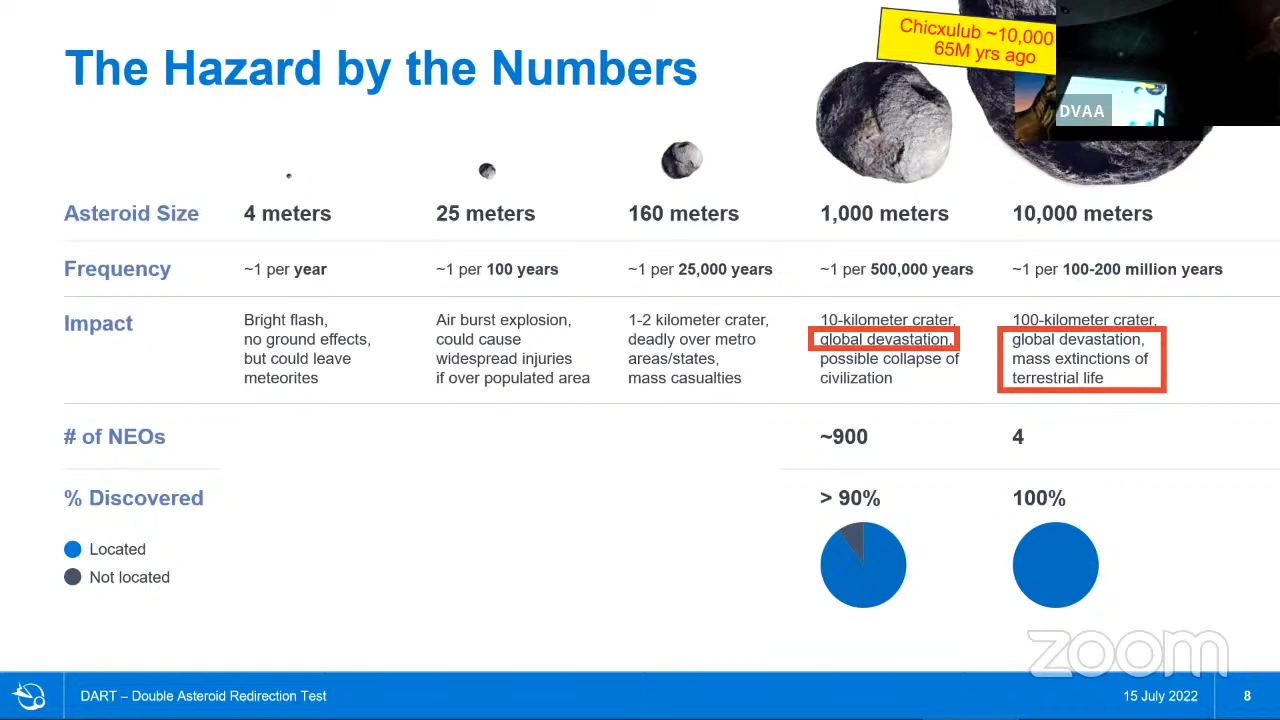 Chicxulub ~10,000
65M yrs ago
The Hazard by the Numbers
DVAA
Asteroid Size 4 meters 25 meters 160 meters 1,000 meters 10,000 meters
Frequency ~1 per year ~1 per 100 years ~1 per 25,000 years ~1 per 500,000 years ~1 per 100-200 million years
Impact
Bright flash,
no ground effects,
but could leave
meteorites
Air burst explosion,
could cause
widespread injuries
if over populated area
1-2 kilometer crater,
deadly over metro
areas/states,
mass casualties
10-kilometer crater,
global devastation,
possible collapse of
civilization
100-kilometer crater,
global devastation,
mass extinctions of
terrestrial life
# of NEOs ~900 4
% Discovered > 90% 100%
Located
Not located
zoom
DART – Double Asteroid Redirection Test 15 July 2022 8